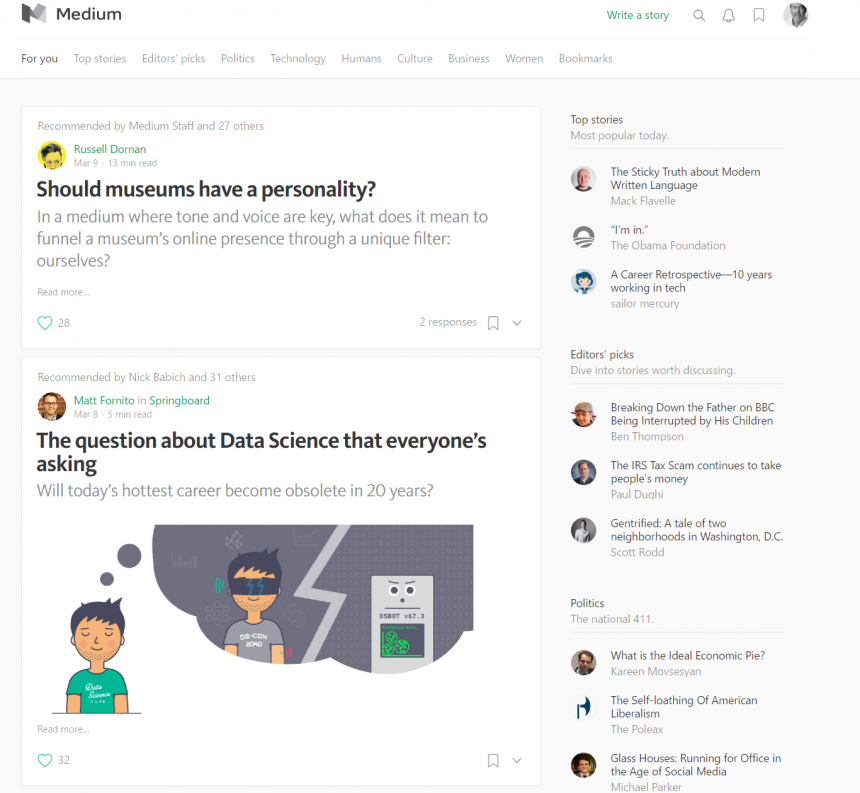 Medium
Write a story
For you Top stories Editors' picks Politics Technology Humans Culture Business Women Bookmarks
Recommended by Medium Staff and 27 others
Russell Dornan
Mar 9 · 13 min read
Should museums have a personality?
In a medium where tone and voice are key, what does it mean to
funnel a museum's online presence through a unique filter:
ourselves?
Read more...
28
2 responses
Recommended by Nick Babich and 31 others
Matt Fornito in Springboard
Mar 8 · 5 min read
The question about Data Science that everyone's
asking
Will today's hottest career become obsolete in 20 years?
DS-CON
2040
DSBOT v67.3
Data
Science
LIFE
Read more...
32
Top stories
Most popular today.
The Sticky Truth about Modern
Written Language
Mack Flavelle
"I'm in."
The Obama Foundation
A Career Retrospective—10 years
working in tech
sailor mercury
Editors' picks
Dive into stories worth discussing.
Breaking Down the Father on BBC
Being Interrupted by His Children
Ben Thompson
The IRS Tax Scam continues to take
people's money
Paul Dughi
Gentrified: A tale of two
neighborhoods in Washington, D.C.
Scott Rodd
Politics
The national 411.
What is the Ideal Economic Pie?
Kareen Movsesyan
The Self-loathing Of American
Liberalism
The Poleax
Glass Houses: Running for Office in
the Age of Social Media
Michael Parker